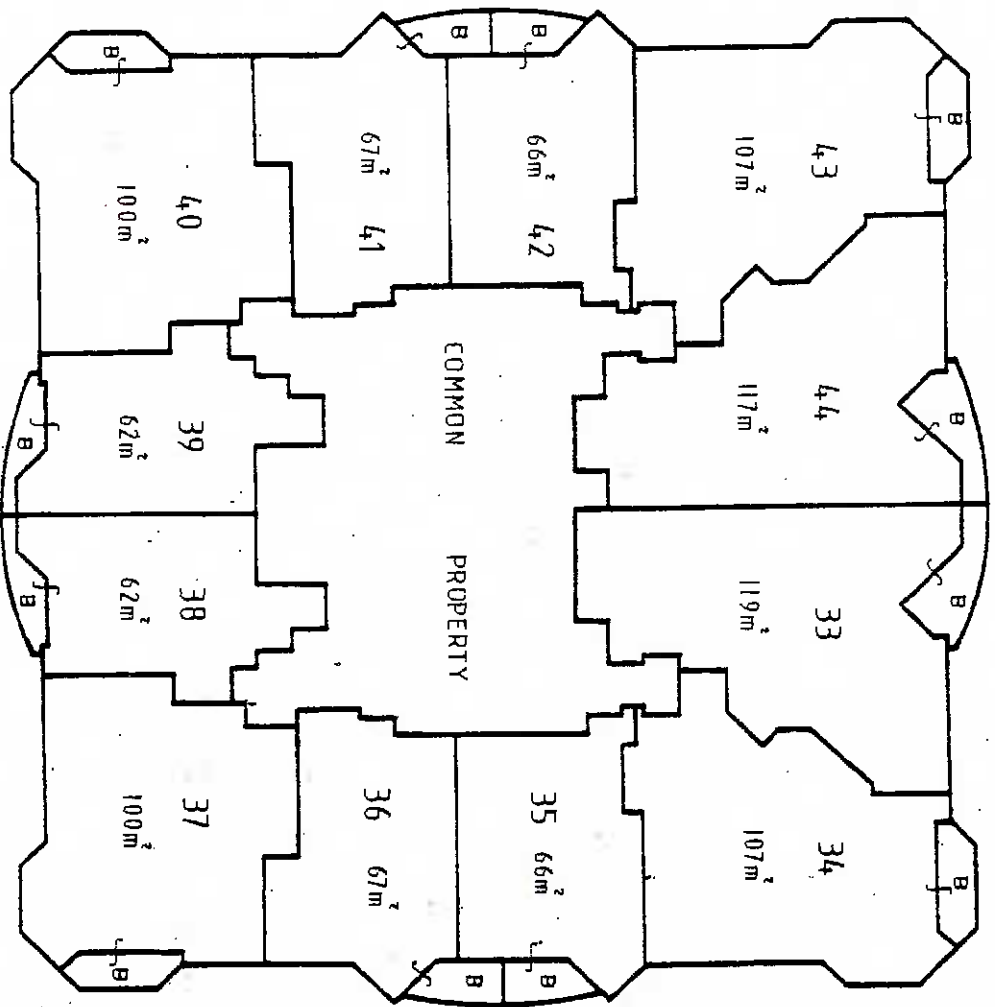 B
B
B
B
43
107m²
44
117m²
33
119m²
34
107m²
B
66m² 42
35 66m²
B
COMMON PROPERTY
B
67m² 41
36 67m²
B
40
100m²
39
62m²
38
62m²
37
100m²
B
B
B
B